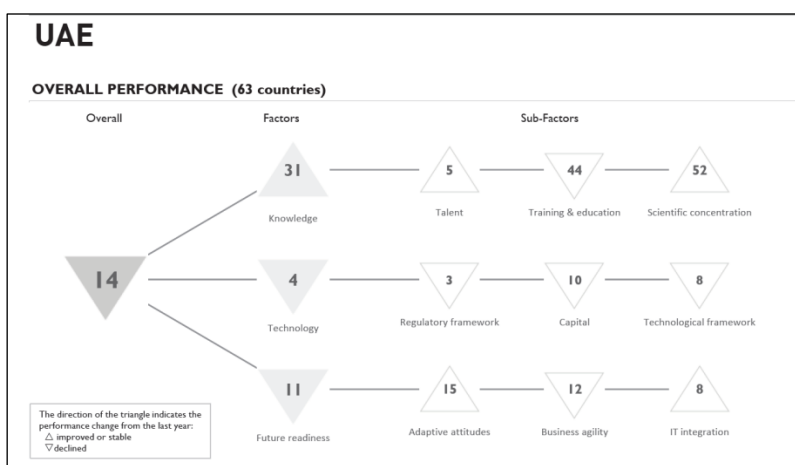 UAE
OVERALL PERFORMANCE (63 countries)
Overall Factors Sub-Factors
31 5 44 52
Knowledge Talent Training & education Scientific concentration
14 4 3 10 8
Technology Regulatory framework Capital Technological framework
11 15 12 8
Future readiness Adaptive attitudes Business agility IT integration
The direction of the triangle indicates the
performance change from the last year:
△ improved or stable
▽ declined